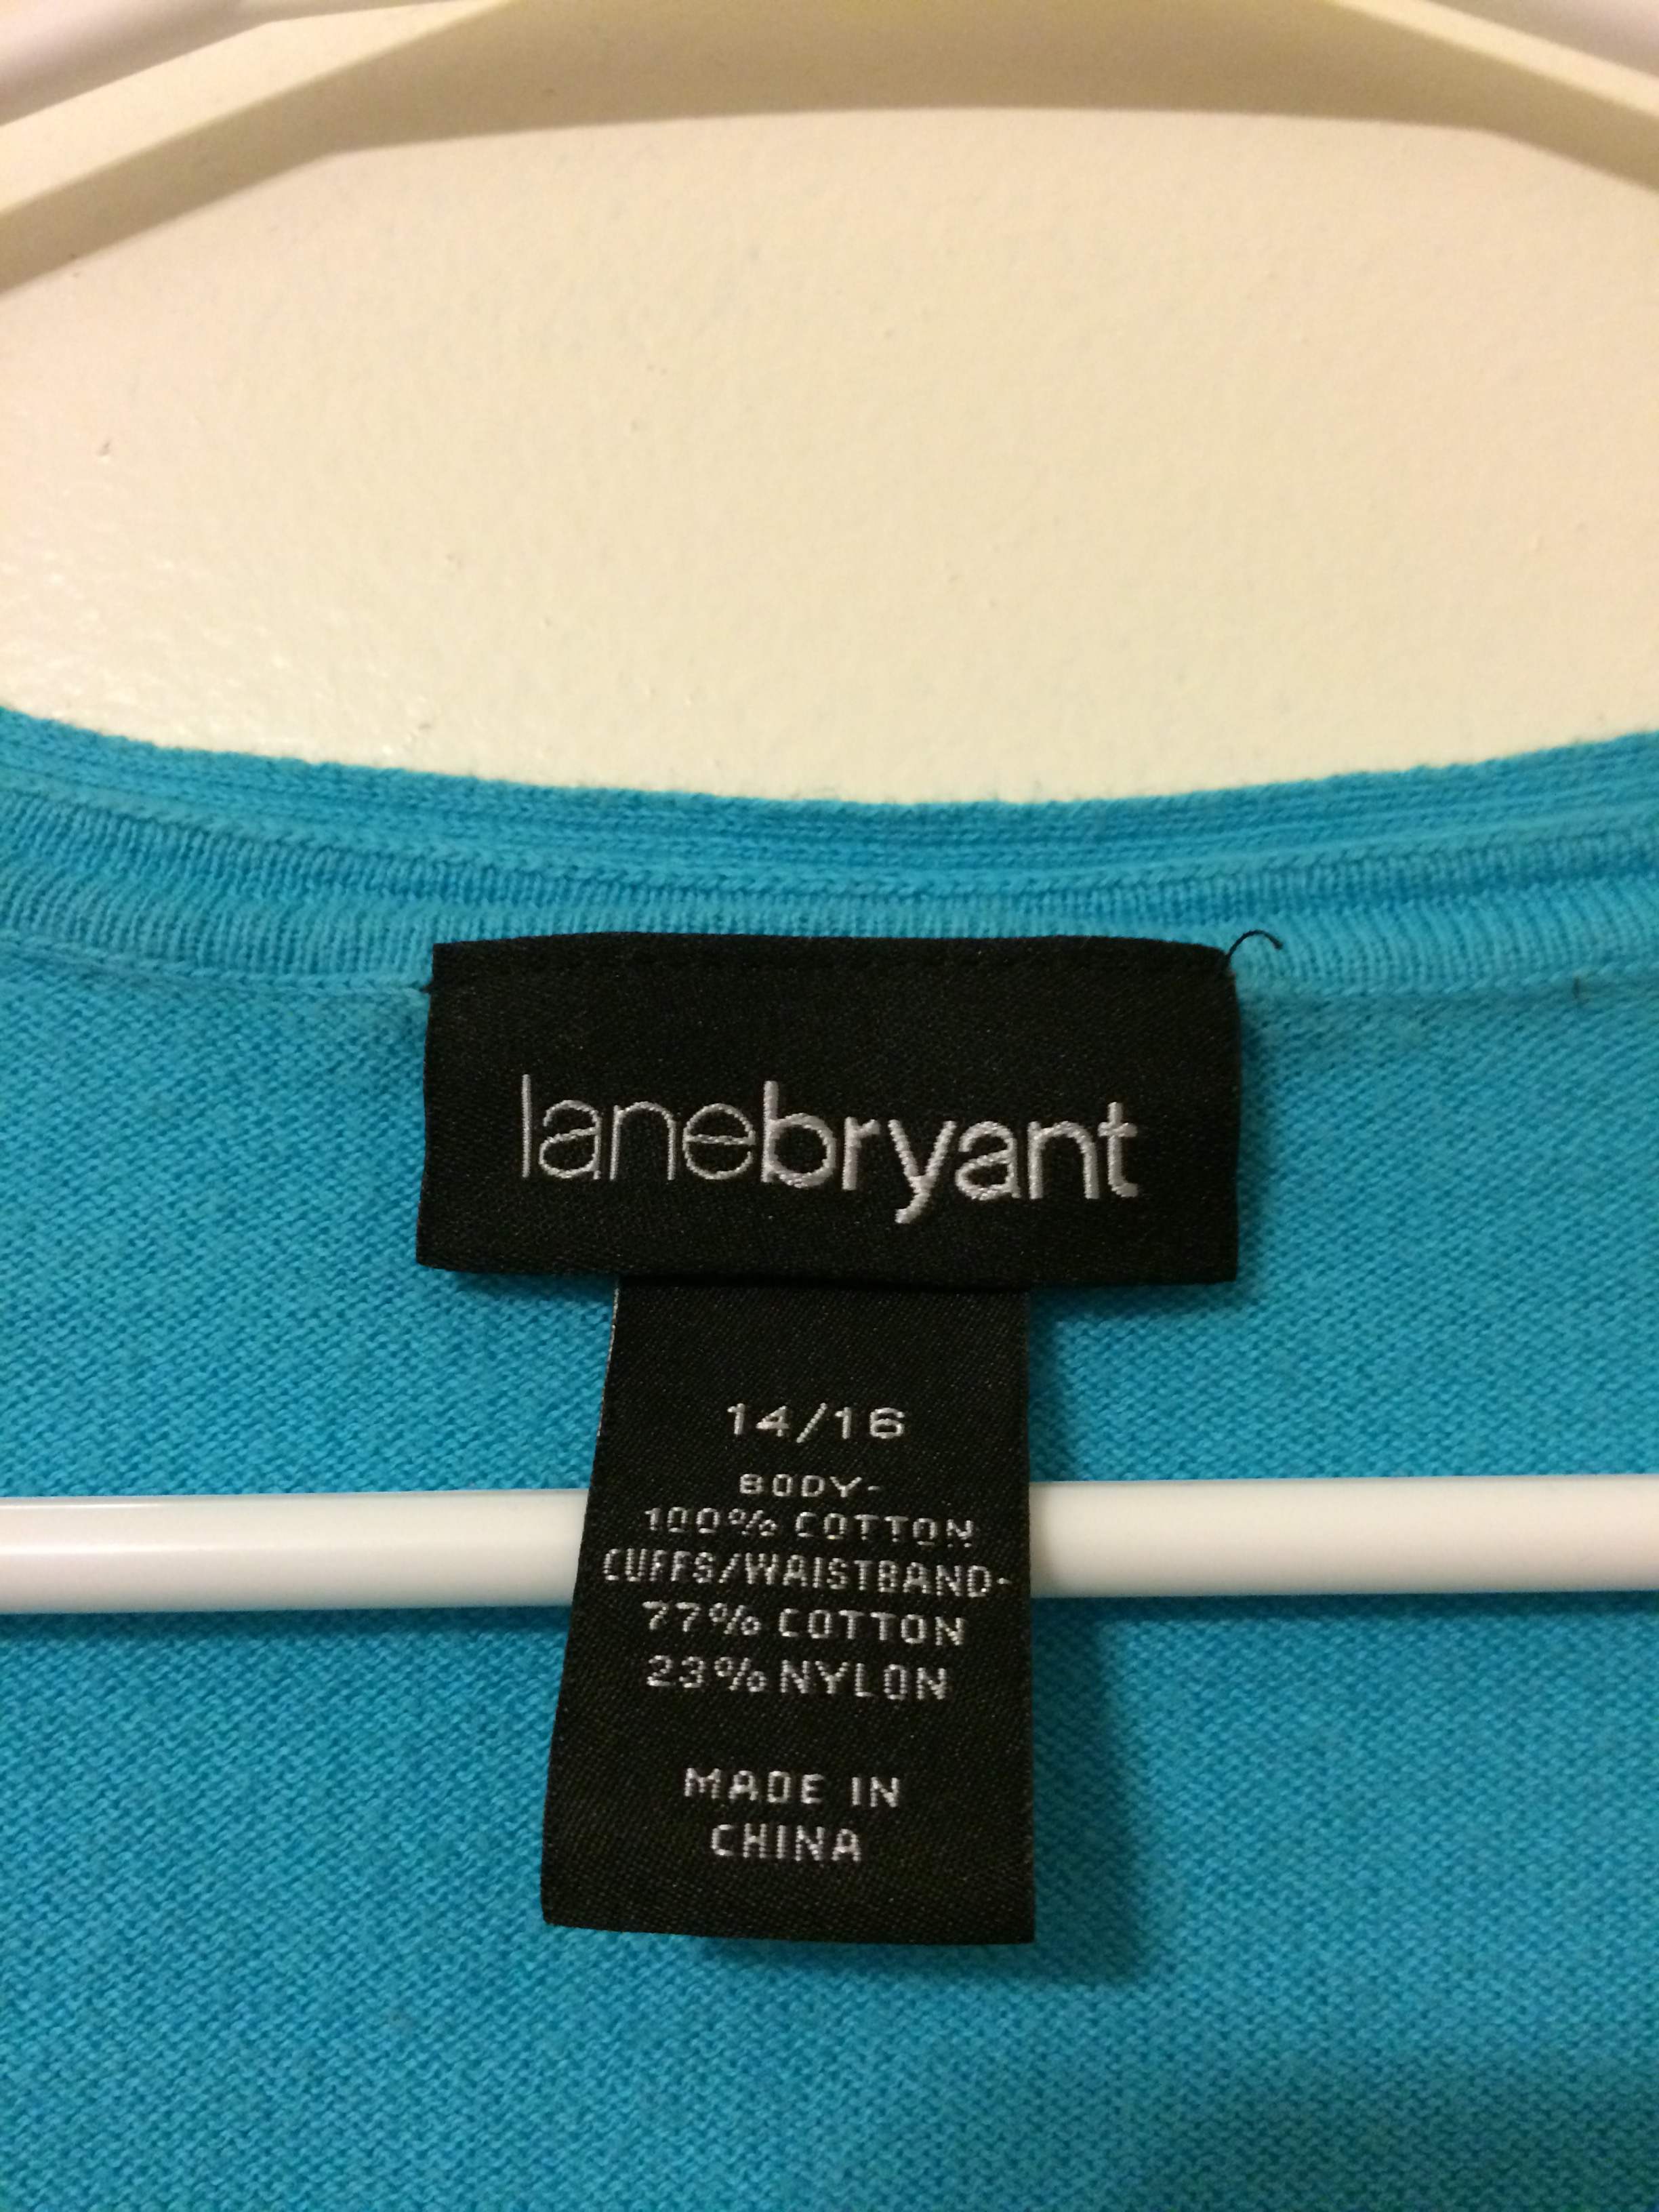 lanebryant
14/16
BODY-
100% COTTON
CUFFS/WAISTBAND-
77% COTTON
23% NYLON
MADE IN
CHINA